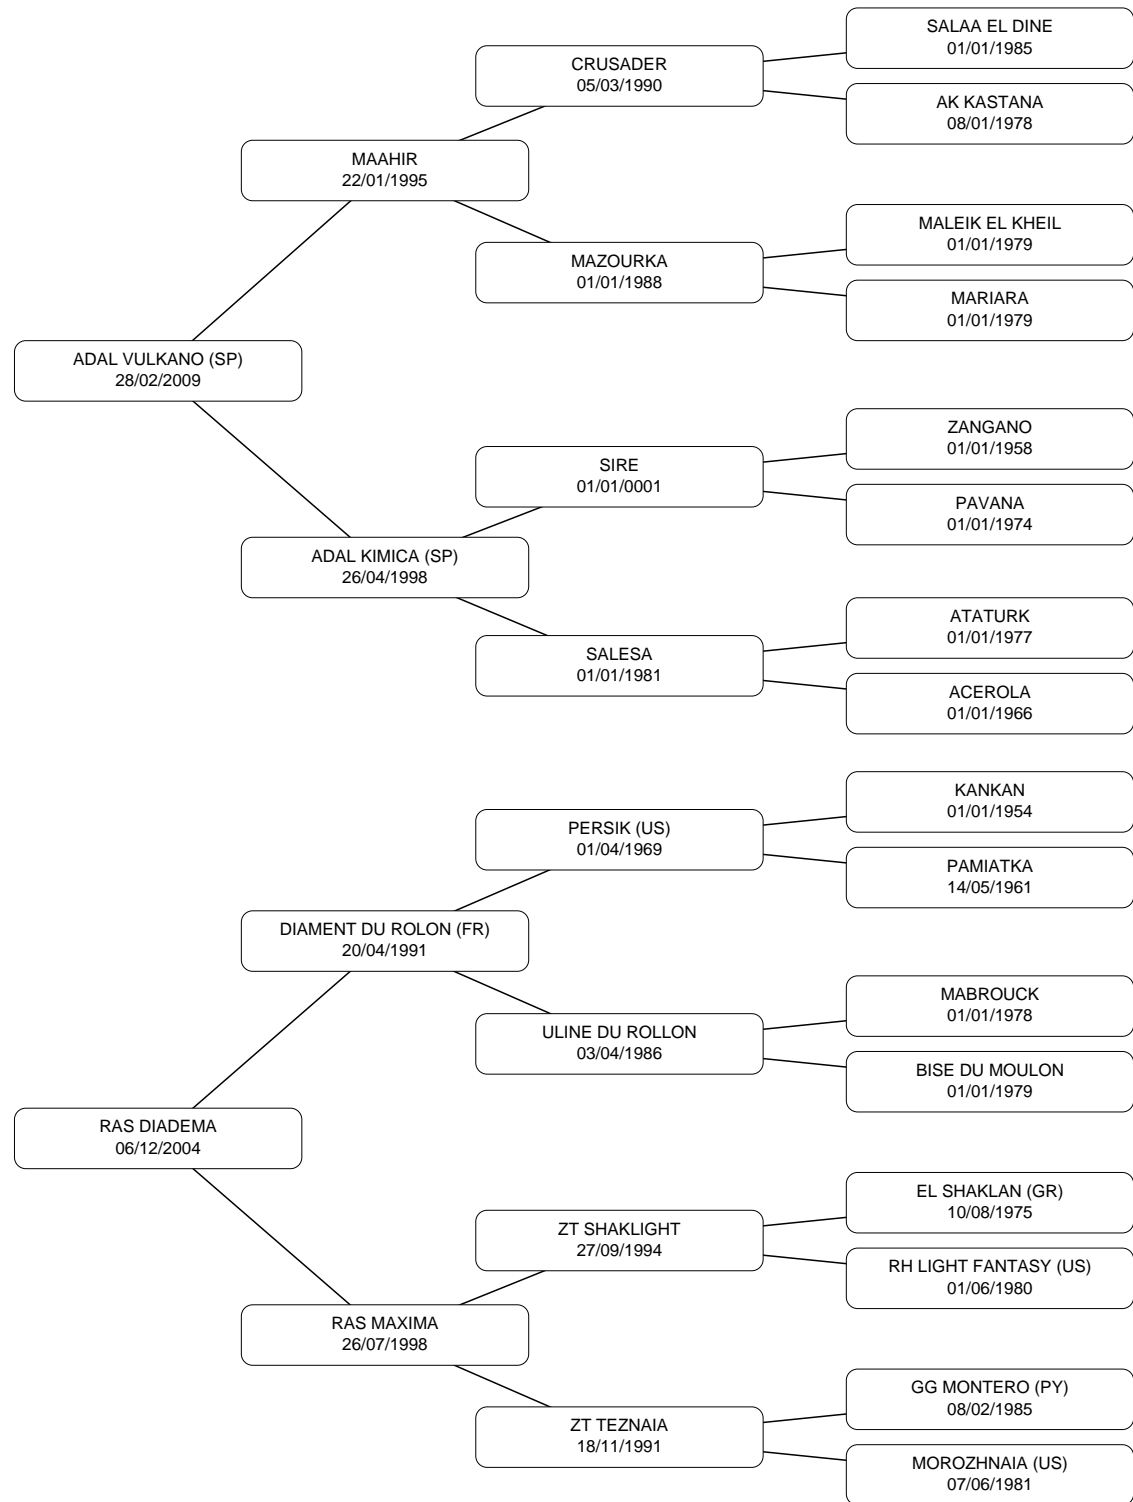 SALAA EL DINE
01/01/1985
CRUSADER
05/03/1990
AK KASTANA
08/01/1978
MAAHIR
22/01/1995
MALEIK EL KHEIL
01/01/1979
MAZOURKA
01/01/1988
MARIARA
01/01/1979
ADAL VULKANO (SP)
28/02/2009
ZANGANO
01/01/1958
SIRE
01/01/0001
PAVANA
01/01/1974
ADAL KIMICA (SP)
26/04/1998
ATATURK
01/01/1977
SALESA
01/01/1981
ACEROLA
01/01/1966
KANKAN
01/01/1954
PERSIK (US)
01/04/1969
PAMIATKA
14/05/1961
DIAMENT DU ROLON (FR)
20/04/1991
MABROUCK
01/01/1978
ULINE DU ROLLON
03/04/1986
BISE DU MOULON
01/01/1979
RAS DIADEMA
06/12/2004
EL SHAKLAN (GR)
10/08/1975
ZT SHAKLIGHT
27/09/1994
RH LIGHT FANTASY (US)
01/06/1980
RAS MAXIMA
26/07/1998
GG MONTERO (PY)
08/02/1985
ZT TEZNAIA
18/11/1991
MOROZHNAIA (US)
07/06/1981